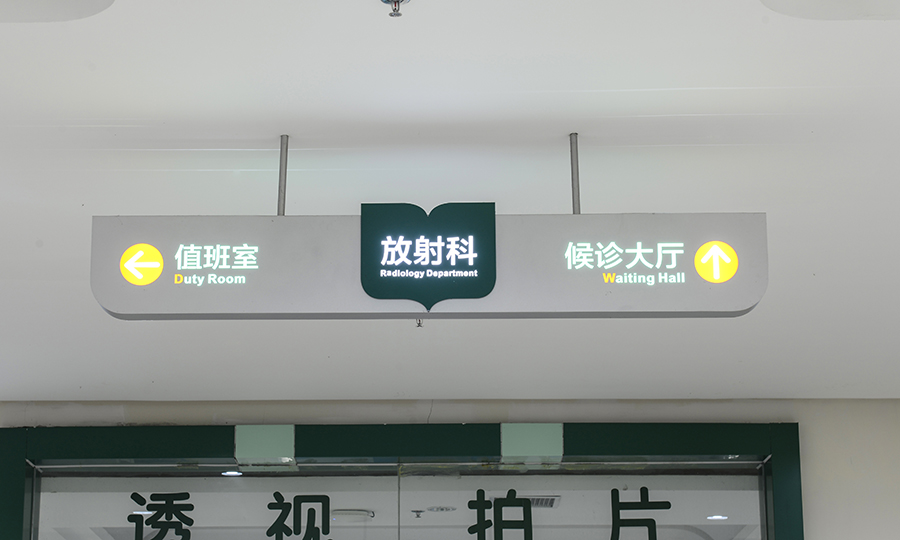 值班室
Duty Room
放射科
Radiology Department
候诊大厅
Waiting Hall
透视 拍片